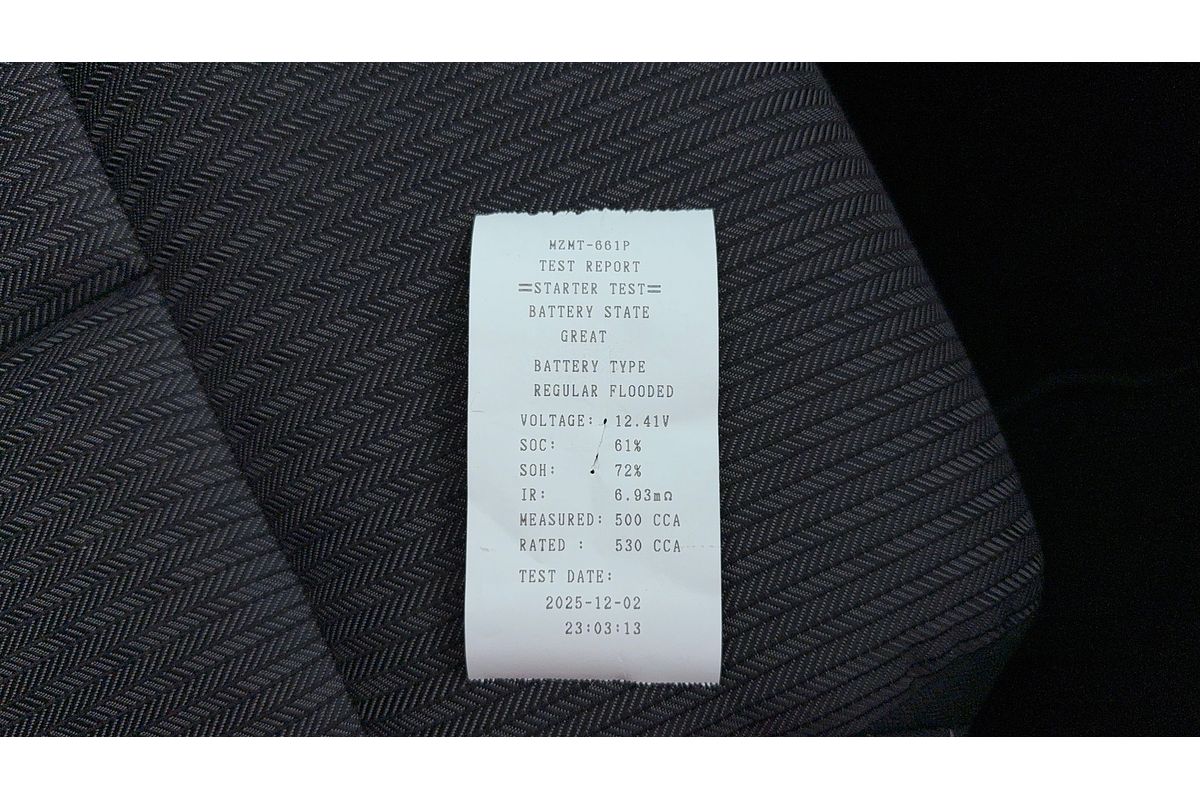 MZMT-661P
TEST REPORT
=STARTER TEST=
BATTERY STATE
GREAT
BATTERY TYPE
REGULAR FLOODED
VOLTAGE: 12.41V
SOC: 61%
SOH: 72%
IR: 6.93mΩ
MEASURED: 500 CCA
RATED : 530 CCA
TEST DATE:
2025-12-02
23:03:13